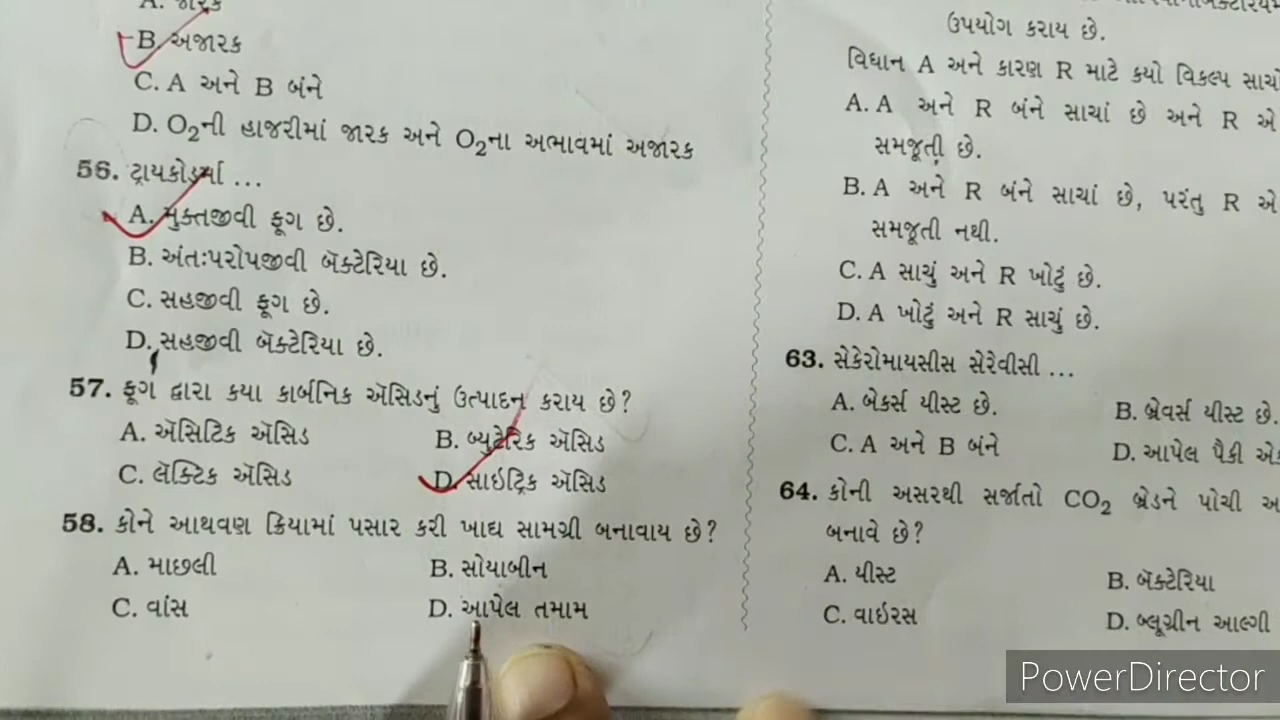 A. જારક
B. અજારક
C. A અને B બંને
D. O₂ની હાજરીમાં જારક અને O₂ના અભાવમાં અજારક
56. ટ્રાયકોડર્મા ...
A. મુક્તજીવી ફૂગ છે.
B. અંતઃપરોપજીવી બૅક્ટેરિયા છે.
C. સહજીવી ફૂગ છે.
D. સહજીવી બૅક્ટેરિયા છે.
57. ફૂગ દ્વારા કયા કાર્બનિક ઍસિડનું ઉત્પાદન કરાય છે?
A. ઍસિટિક ઍસિડ
B. બ્યુટેરિક ઍસિડ
C. લૅક્ટિક ઍસિડ
D. સાઇટ્રિક ઍસિડ
58. કોને આથવણ ક્રિયામાં પસાર કરી ખાદ્ય સામગ્રી બનાવાય છે?
A. માછલી
B. સોયાબીન
C. વાંસ
D. આપેલ તમામ
ઉપયોગ કરાય છે.
વિધાન A અને કારણ R માટે કયો વિકલ્પ
A. A અને R બંને સાચાં છે અને R એ
સમજૂતી છે.
B. A અને R બંને સાચાં છે, પરંતુ R એ
સમજૂતી નથી.
C. A સાચું અને R ખોટું છે.
D. A ખોટું અને R સાચું છે.
63. સેકેરોમાયસીસ સેરેવીસી ...
A. બેકર્સ યીસ્ટ છે.
B. બ્રેવર્સ યીસ્ટ છે.
C. A અને B બંને
D. આપેલ પૈકી
64. કોની અસરથી સર્જાતો CO₂ બ્રેડને પોચી
બનાવે છે?
A. યીસ્ટ
B. બૅક્ટેરિયા
C. વાઇરસ
D. બ્લૂગ્રીન આલ્ગી
PowerDirector